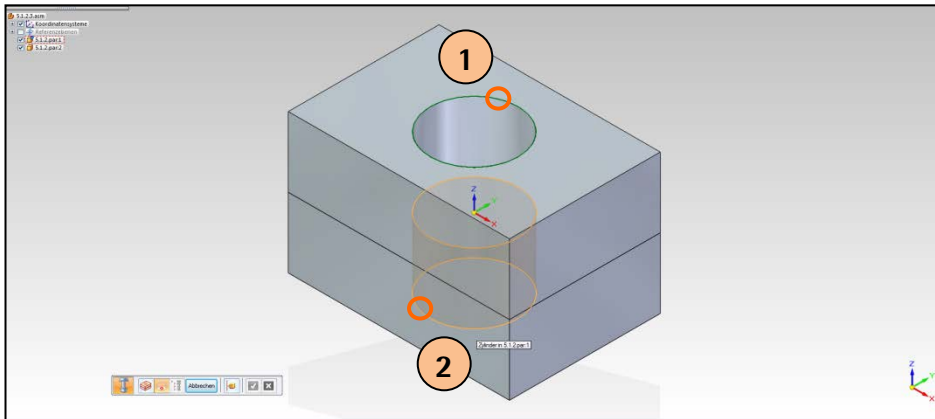 5.1.2.3.asm
Koordinatensysteme
Referenzebenen
5.1.2.par:1
5.1.2.par:2
1
Z
Y
X
Zylinder in 5.1.2.par:1
2
Abbrechen
Z
Y
X